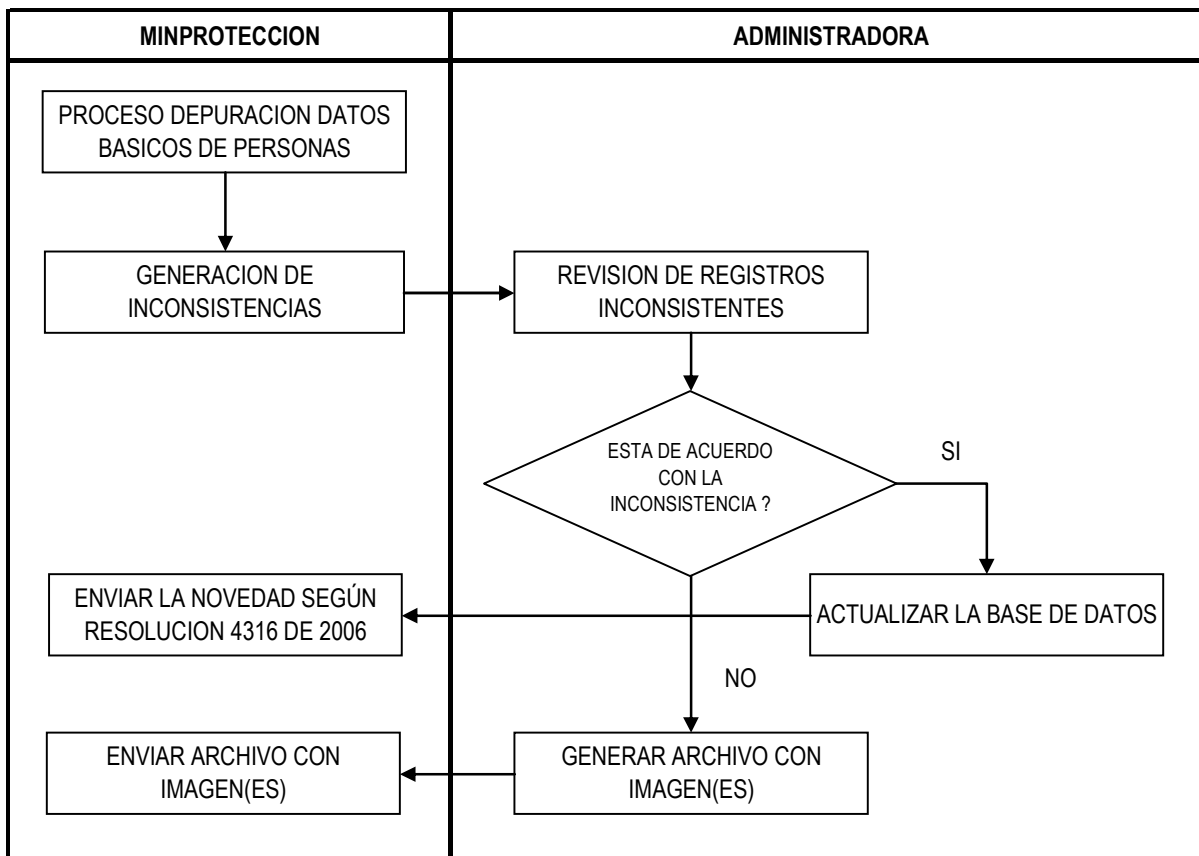 MINPROTECCION
ADMINISTRADORA
PROCESO DEPURACION DATOS
BASICOS DE PERSONAS
GENERACION DE
INCONSISTENCIAS
REVISION DE REGISTROS
INCONSISTENTES
ESTA DE ACUERDO
CON LA
INCONSISTENCIA ?
SI
ENVIAR LA NOVEDAD SEGÚN
RESOLUCION 4316 DE 2006
ACTUALIZAR LA BASE DE DATOS
NO
ENVIAR ARCHIVO CON
IMAGEN(ES)
GENERAR ARCHIVO CON
IMAGEN(ES)